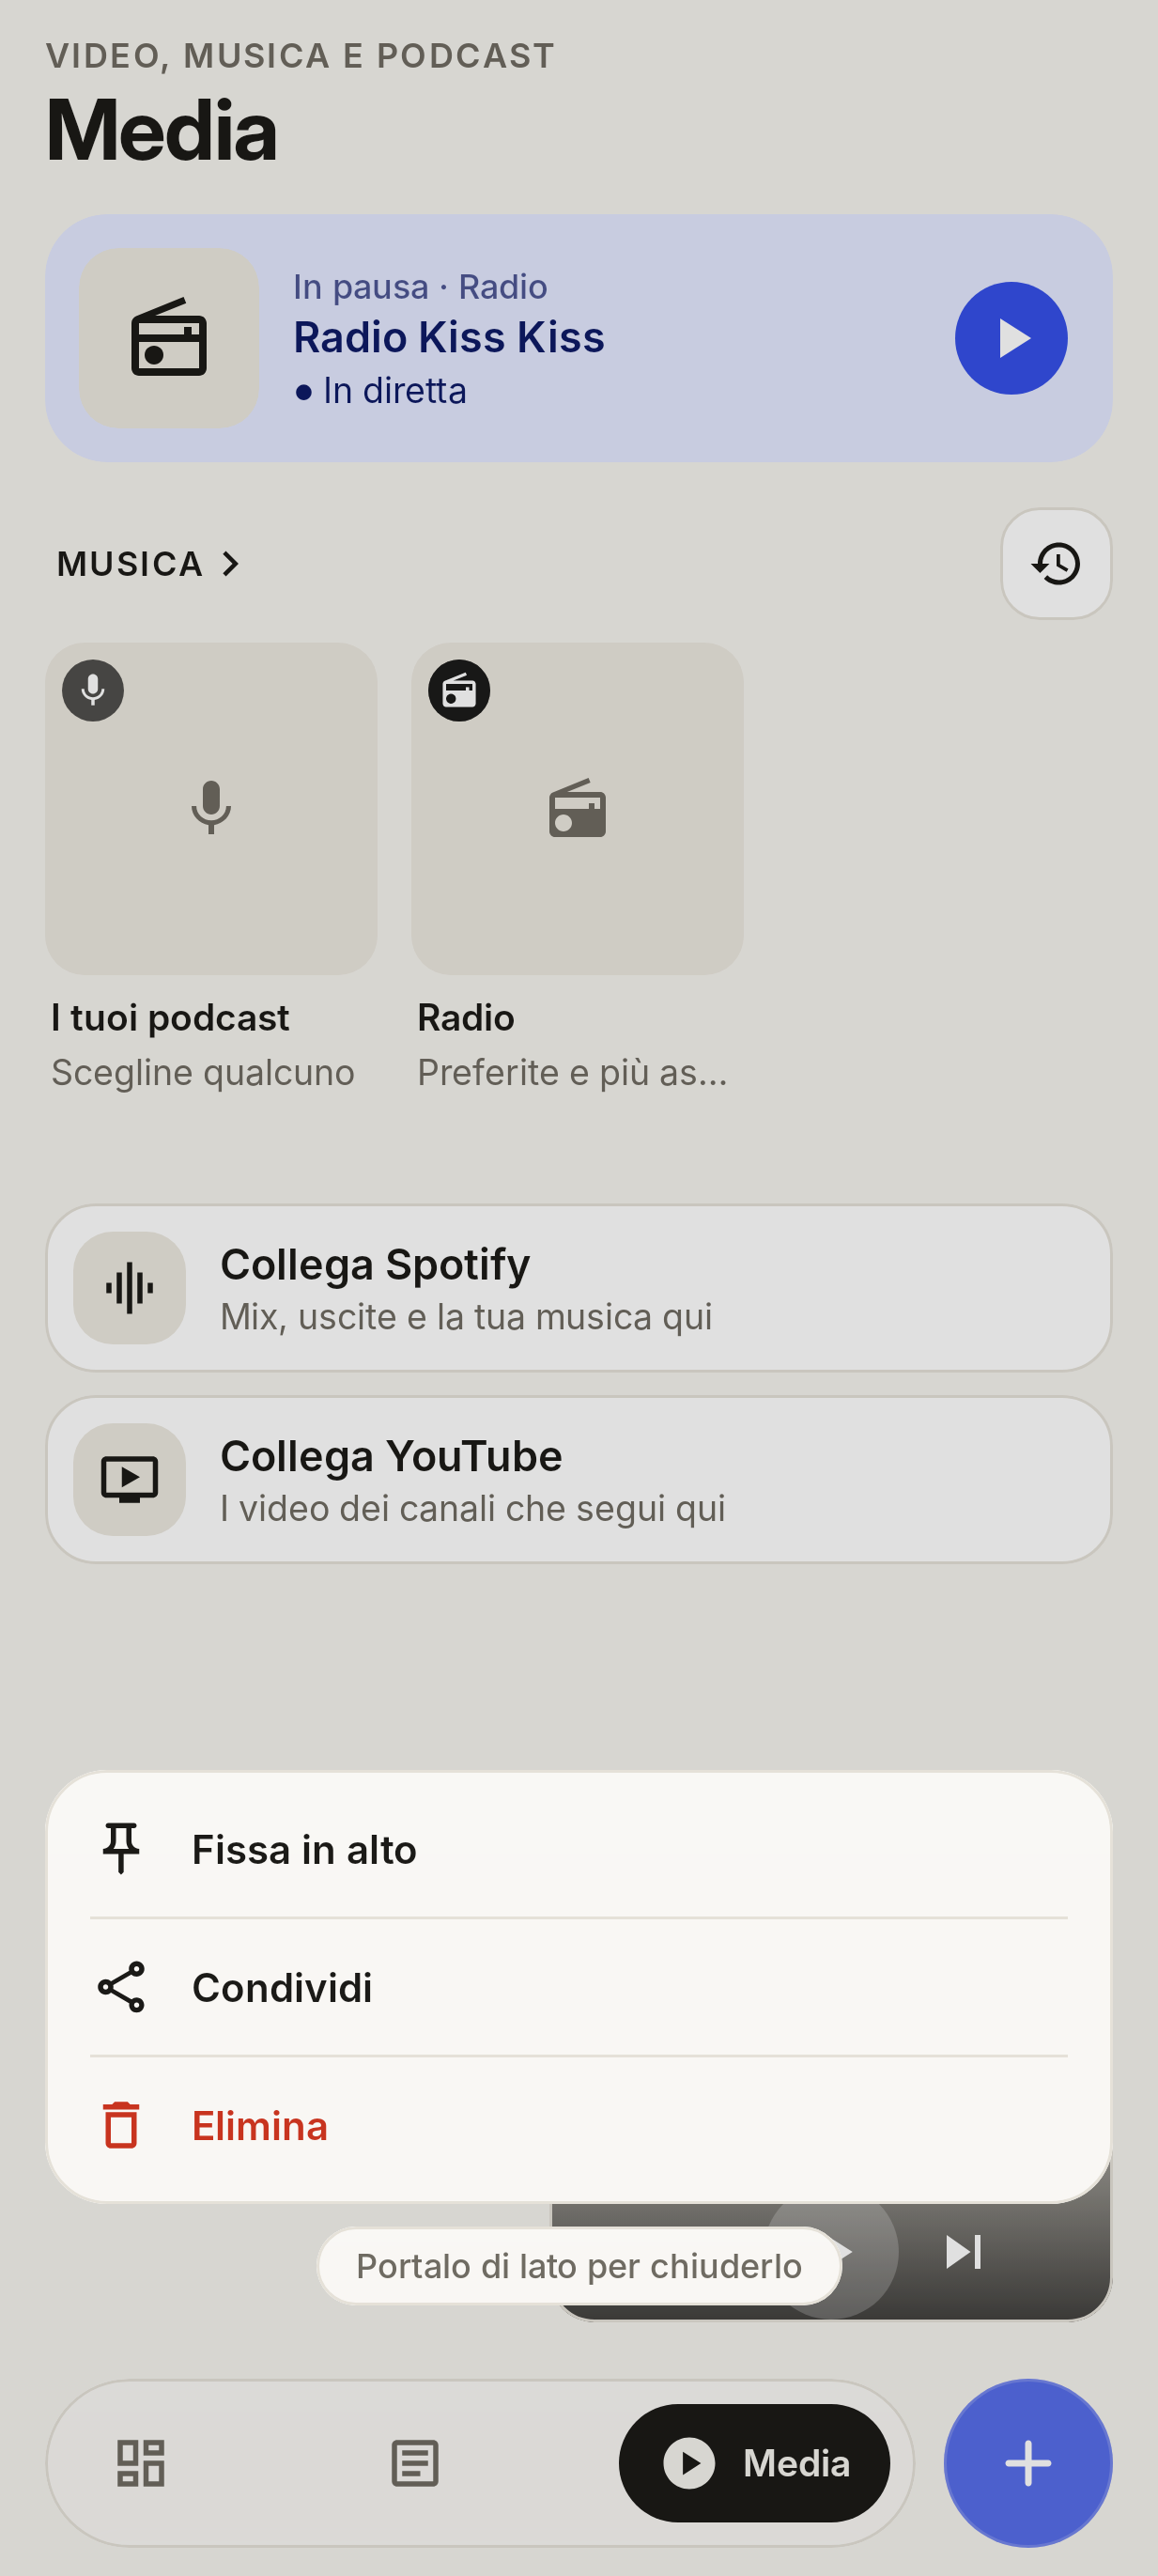 VIDEO, MUSICA E PODCAST
Media
In pausa · Radio
Radio Kiss Kiss
● In diretta
MUSICA
I tuoi podcast
Scegline qualcuno
Radio
Preferite e più as...
Collega Spotify
Mix, uscite e la tua musica qui
Collega YouTube
I video dei canali che segui qui
Fissa in alto
Condividi
Elimina
Portalo di lato per chiuderlo
Media